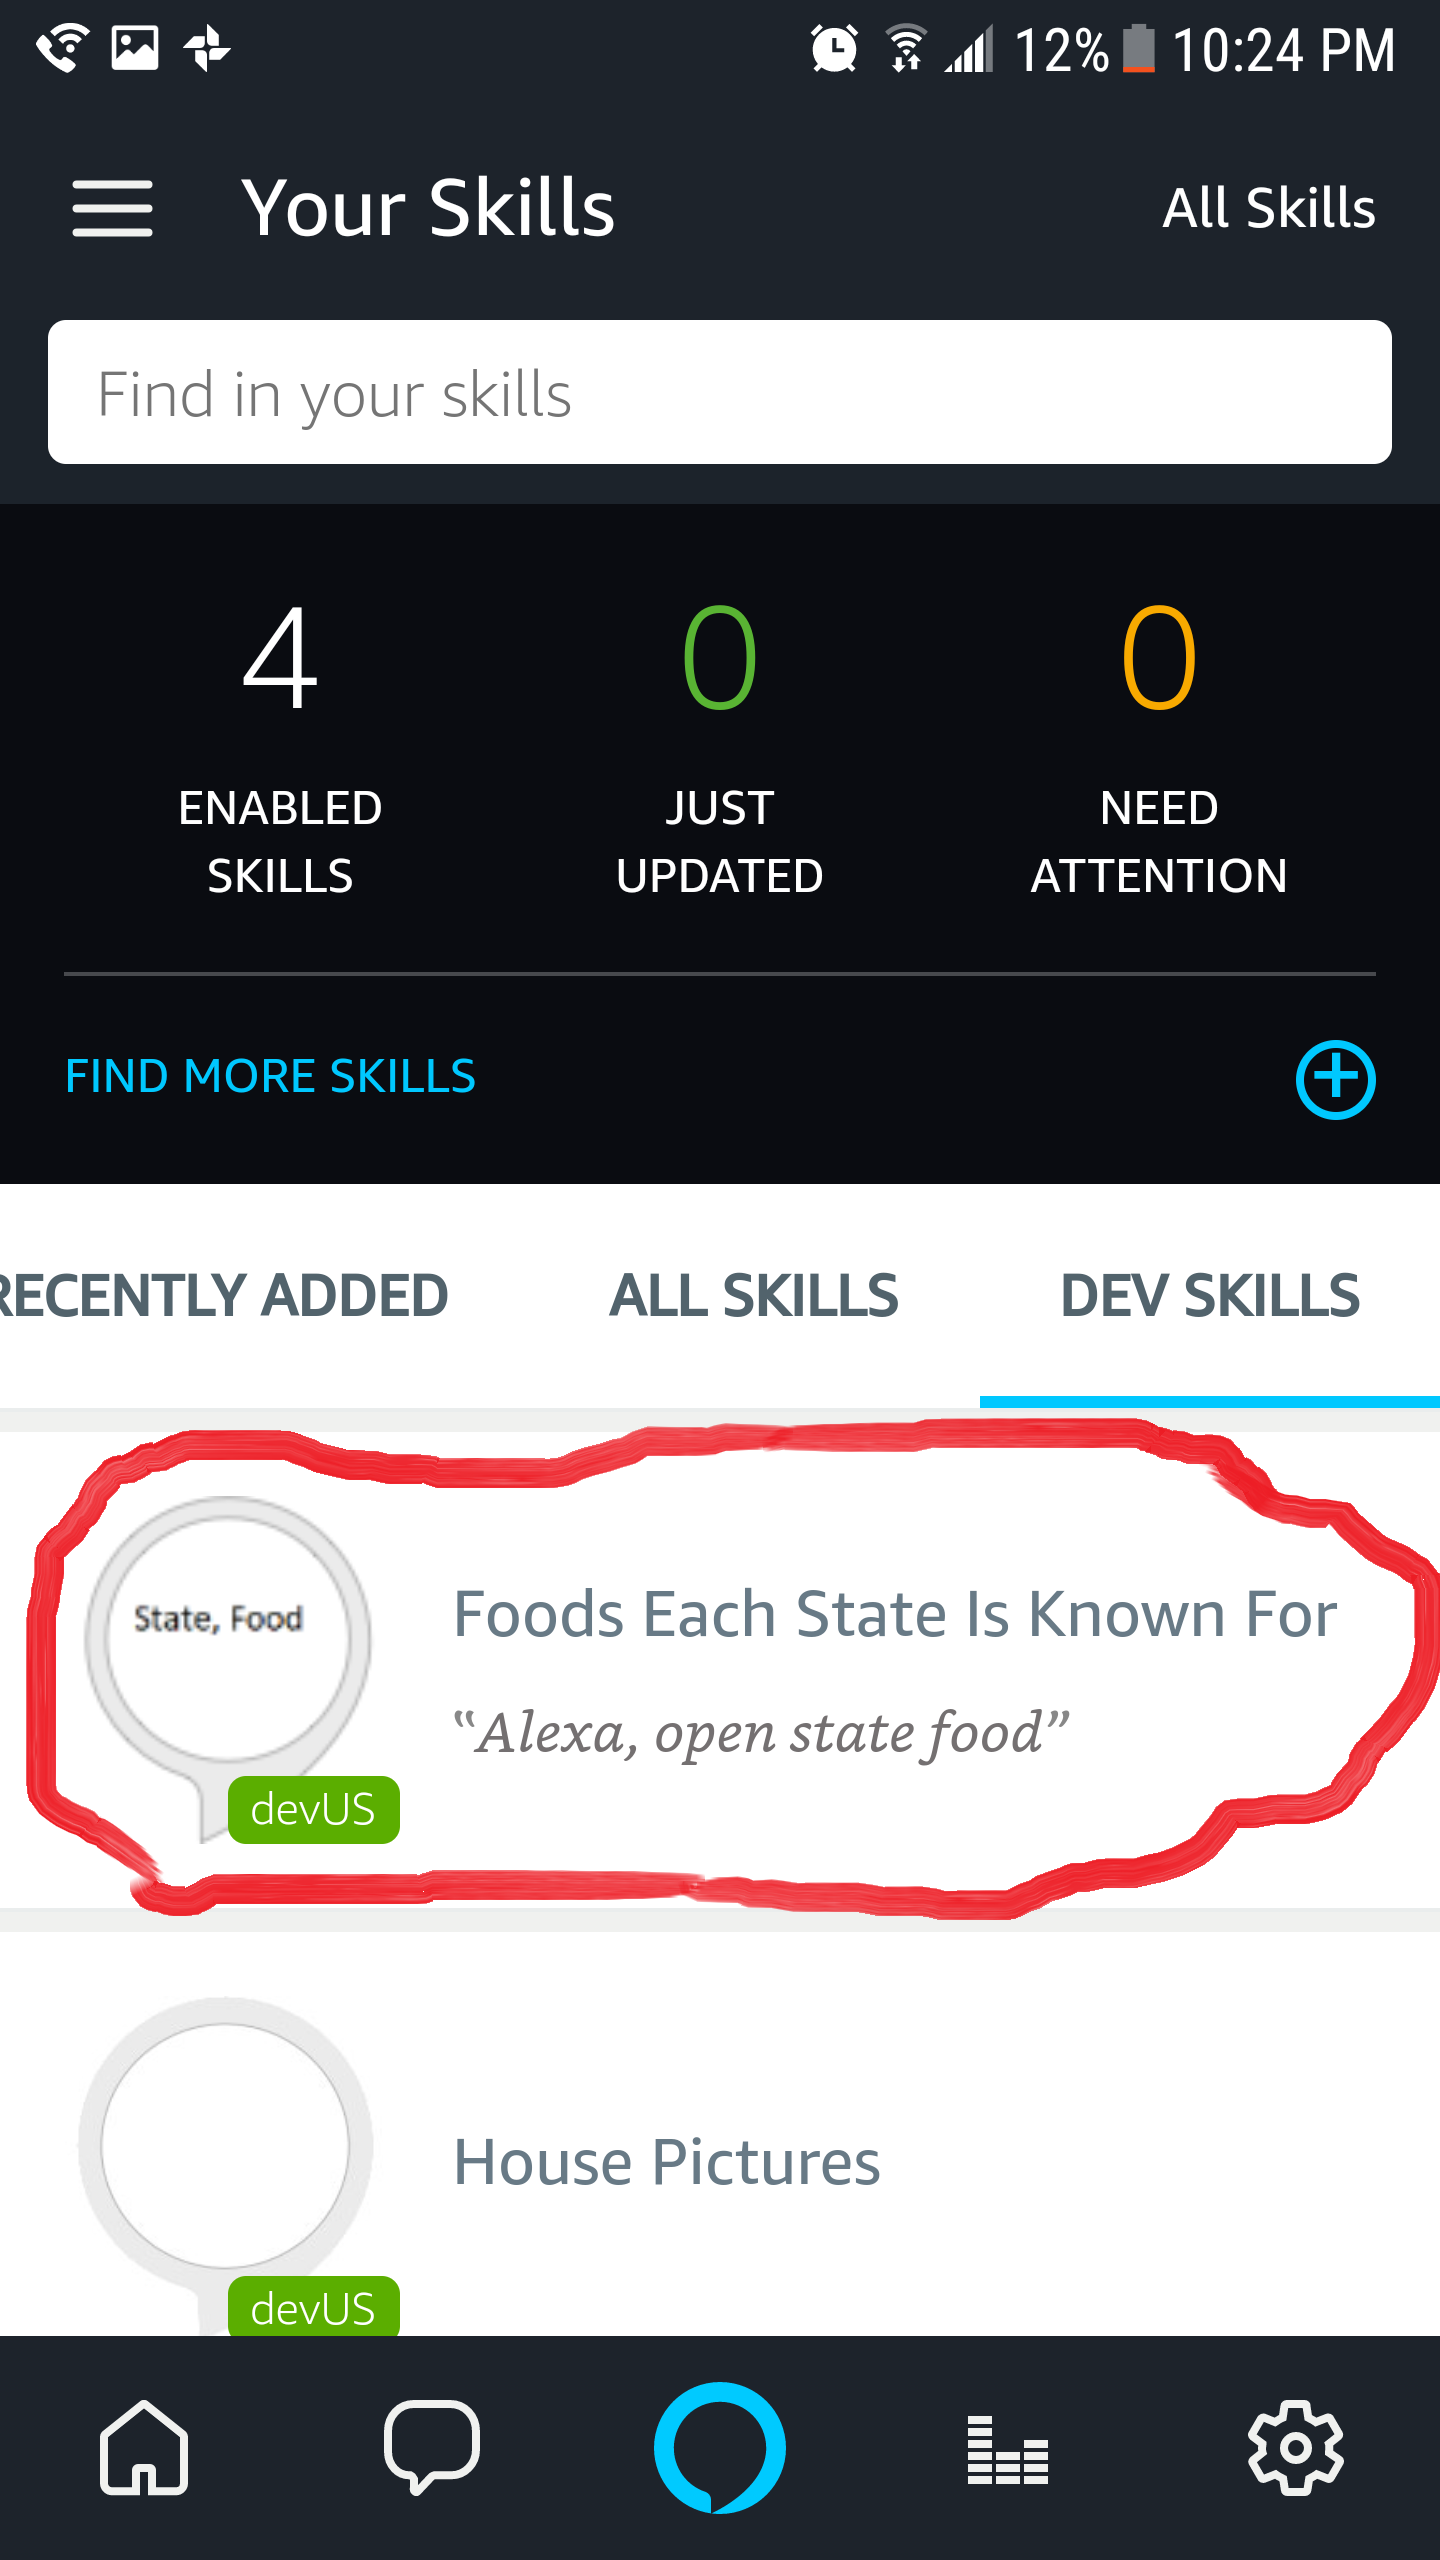 12% 10:24 PM
Your Skills All Skills
Find in your skills
4 0 0
ENABLED JUST NEED
SKILLS UPDATED ATTENTION
FIND MORE SKILLS
RECENTLY ADDED ALL SKILLS DEV SKILLS
State, Food
Foods Each State Is Known For
“Alexa, open state food”
devUS
House Pictures
devUS